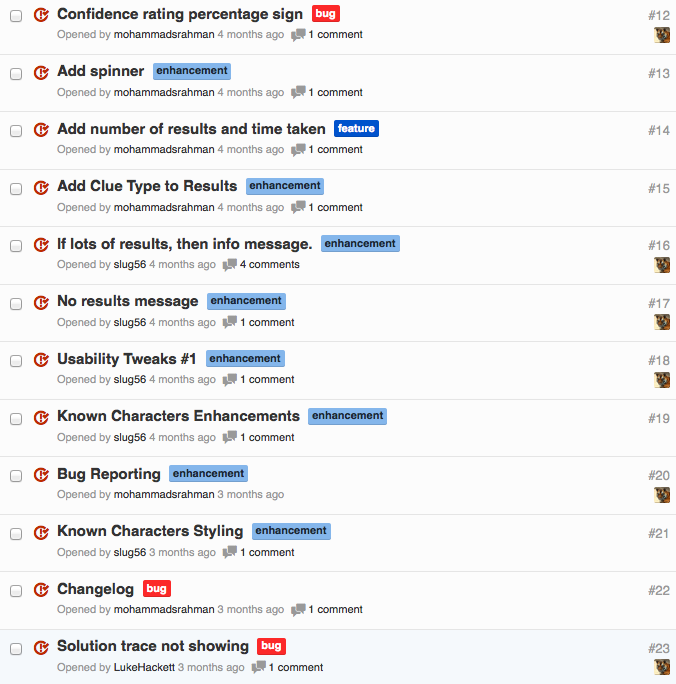 Confidence rating percentage sign bug #12
Opened by mohammadsrahman 4 months ago 1 comment
Add spinner enhancement #13
Opened by mohammadsrahman 4 months ago 1 comment
Add number of results and time taken feature #14
Opened by mohammadsrahman 4 months ago 1 comment
Add Clue Type to Results enhancement #15
Opened by mohammadsrahman 4 months ago 1 comment
If lots of results, then info message. enhancement #16
Opened by slug56 4 months ago 4 comments
No results message enhancement #17
Opened by slug56 4 months ago 1 comment
Usability Tweaks #1 enhancement #18
Opened by slug56 4 months ago 1 comment
Known Characters Enhancements enhancement #19
Opened by slug56 4 months ago 1 comment
Bug Reporting enhancement #20
Opened by mohammadsrahman 3 months ago
Known Characters Styling enhancement #21
Opened by slug56 3 months ago 1 comment
Changelog bug #22
Opened by mohammadsrahman 3 months ago 1 comment
Solution trace not showing bug #23
Opened by LukeHackett 3 months ago 1 comment